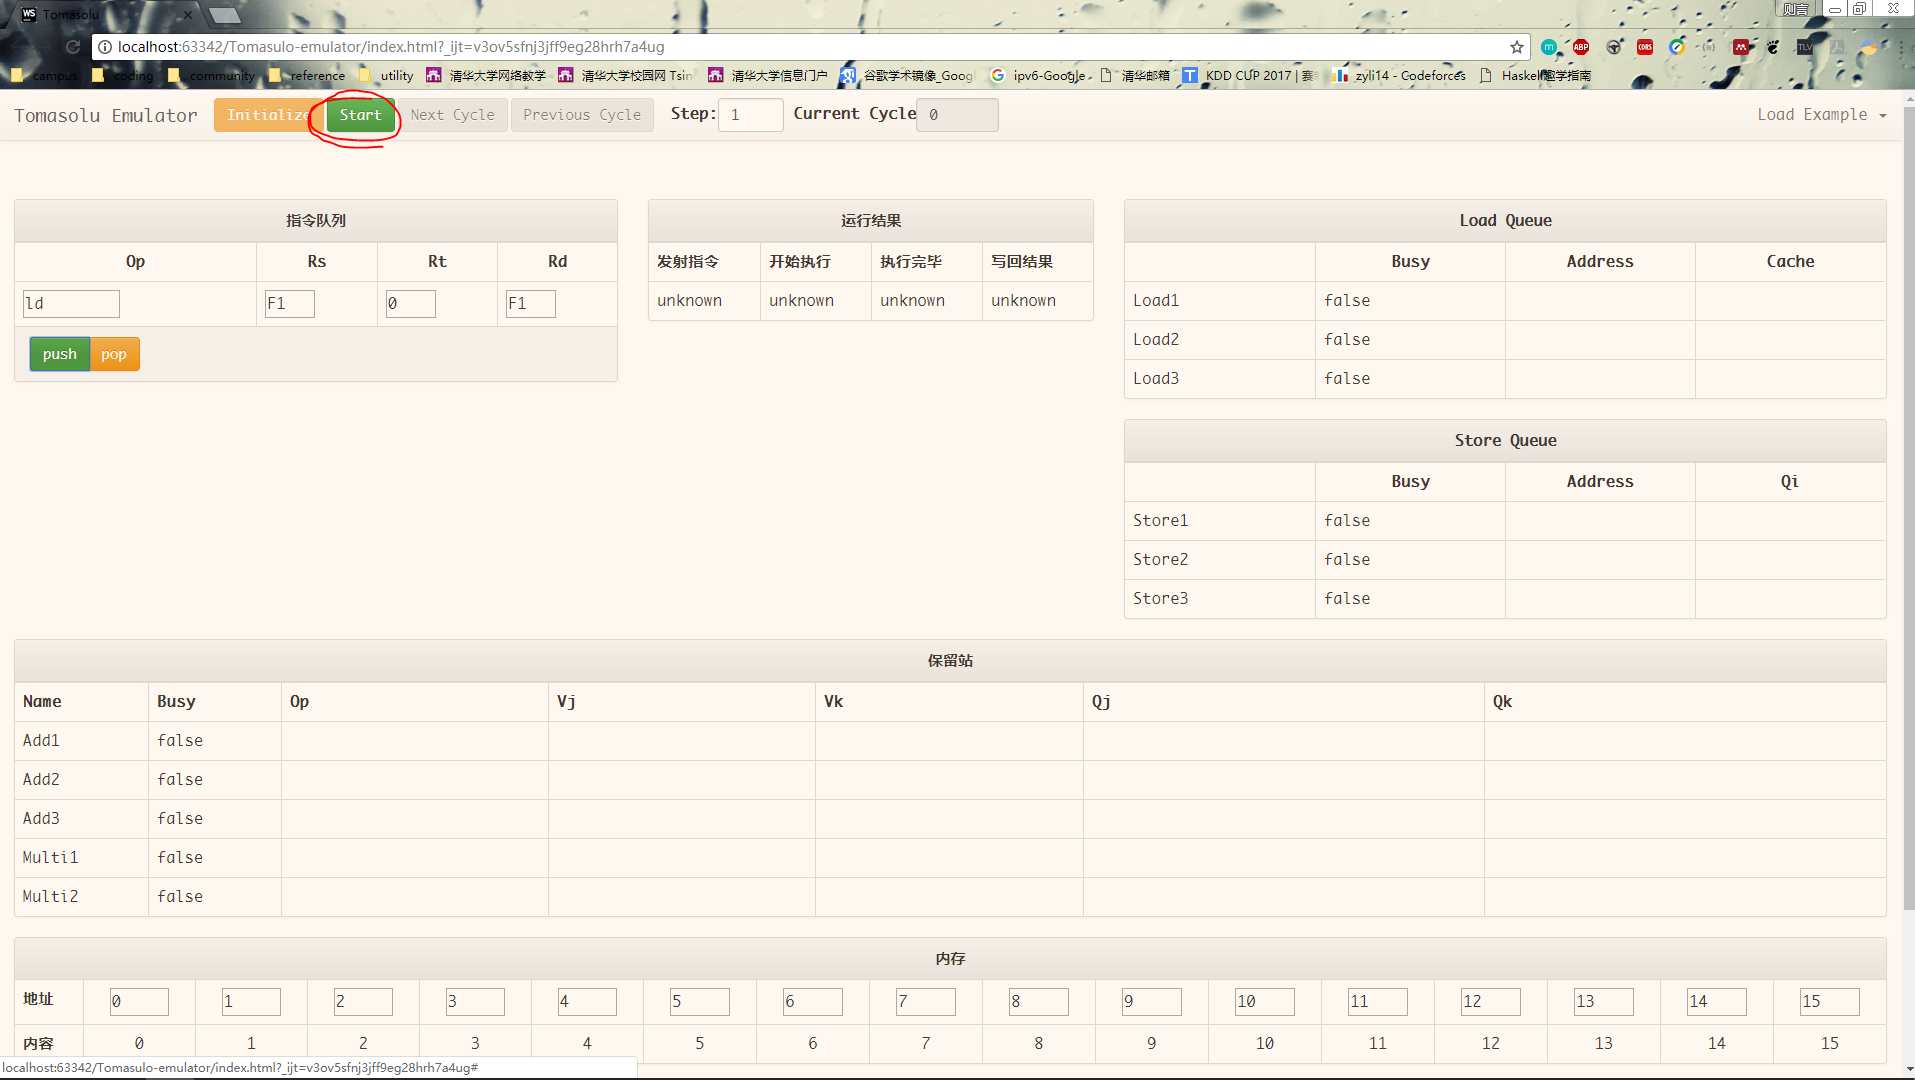 Tomasolu
则言
localhost:63342/Tomasulo-emulator/index.html?_ijt=v3ov5sfnj3jff9eg28hrh7a4ug
campus coding community reference utility 清华大学网络教学 清华大学校园网 Tsin 清华大学信息门户 谷歌学术镜像_Goog ipv6-Google 清华邮箱 KDD CUP 2017 | 赛 zyli14 - Codeforces Haskell趣学指南
Tomasolu Emulator Initialize Start Next Cycle Previous Cycle Step: 1 Current Cycle 0 Load Example
指令队列
Op Rs Rt Rd
ld F1 0 F1
push pop
运行结果
发射指令 开始执行 执行完毕 写回结果
unknown unknown unknown unknown
Load Queue
Busy Address Cache
Load1 false
Load2 false
Load3 false
Store Queue
Busy Address Qi
Store1 false
Store2 false
Store3 false
保留站
Name Busy Op Vj Vk Qj Qk
Add1 false
Add2 false
Add3 false
Multi1 false
Multi2 false
内存
地址 0 1 2 3 4 5 6 7 8 9 10 11 12 13 14 15
内容 0 1 2 3 4 5 6 7 8 9 10 11 12 13 14 15
localhost:63342/Tomasulo-emulator/index.html?_ijt=v3ov5sfnj3jff9eg28hrh7a4ug#